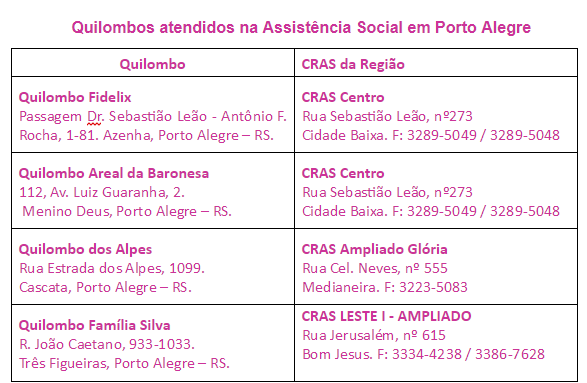 Quilombos atendidos na Assistência Social em Porto Alegre
Quilombo
CRAS da Região
Quilombo Fidelix
Passagem Dr. Sebastião Leão - Antônio F.
Rocha, 1-81. Azenha, Porto Alegre – RS.
CRAS Centro
Rua Sebastião Leão, nº273
Cidade Baixa. F: 3289-5049 / 3289-5048
Quilombo Areal da Baronesa
112, Av. Luiz Guaranha, 2.
Menino Deus, Porto Alegre – RS.
CRAS Centro
Rua Sebastião Leão, nº273
Cidade Baixa. F: 3289-5049 / 3289-5048
Quilombo dos Alpes
Rua Estrada dos Alpes, 1099.
Cascata, Porto Alegre – RS.
CRAS Ampliado Glória
Rua Cel. Neves, nº 555
Medianeira. F: 3223-5083
Quilombo Família Silva
R. João Caetano, 933-1033.
Três Figueiras, Porto Alegre – RS.
CRAS LESTE I - AMPLIADO
Rua Jerusalém, nº 615
Bom Jesus. F: 3334-4238 / 3386-7628